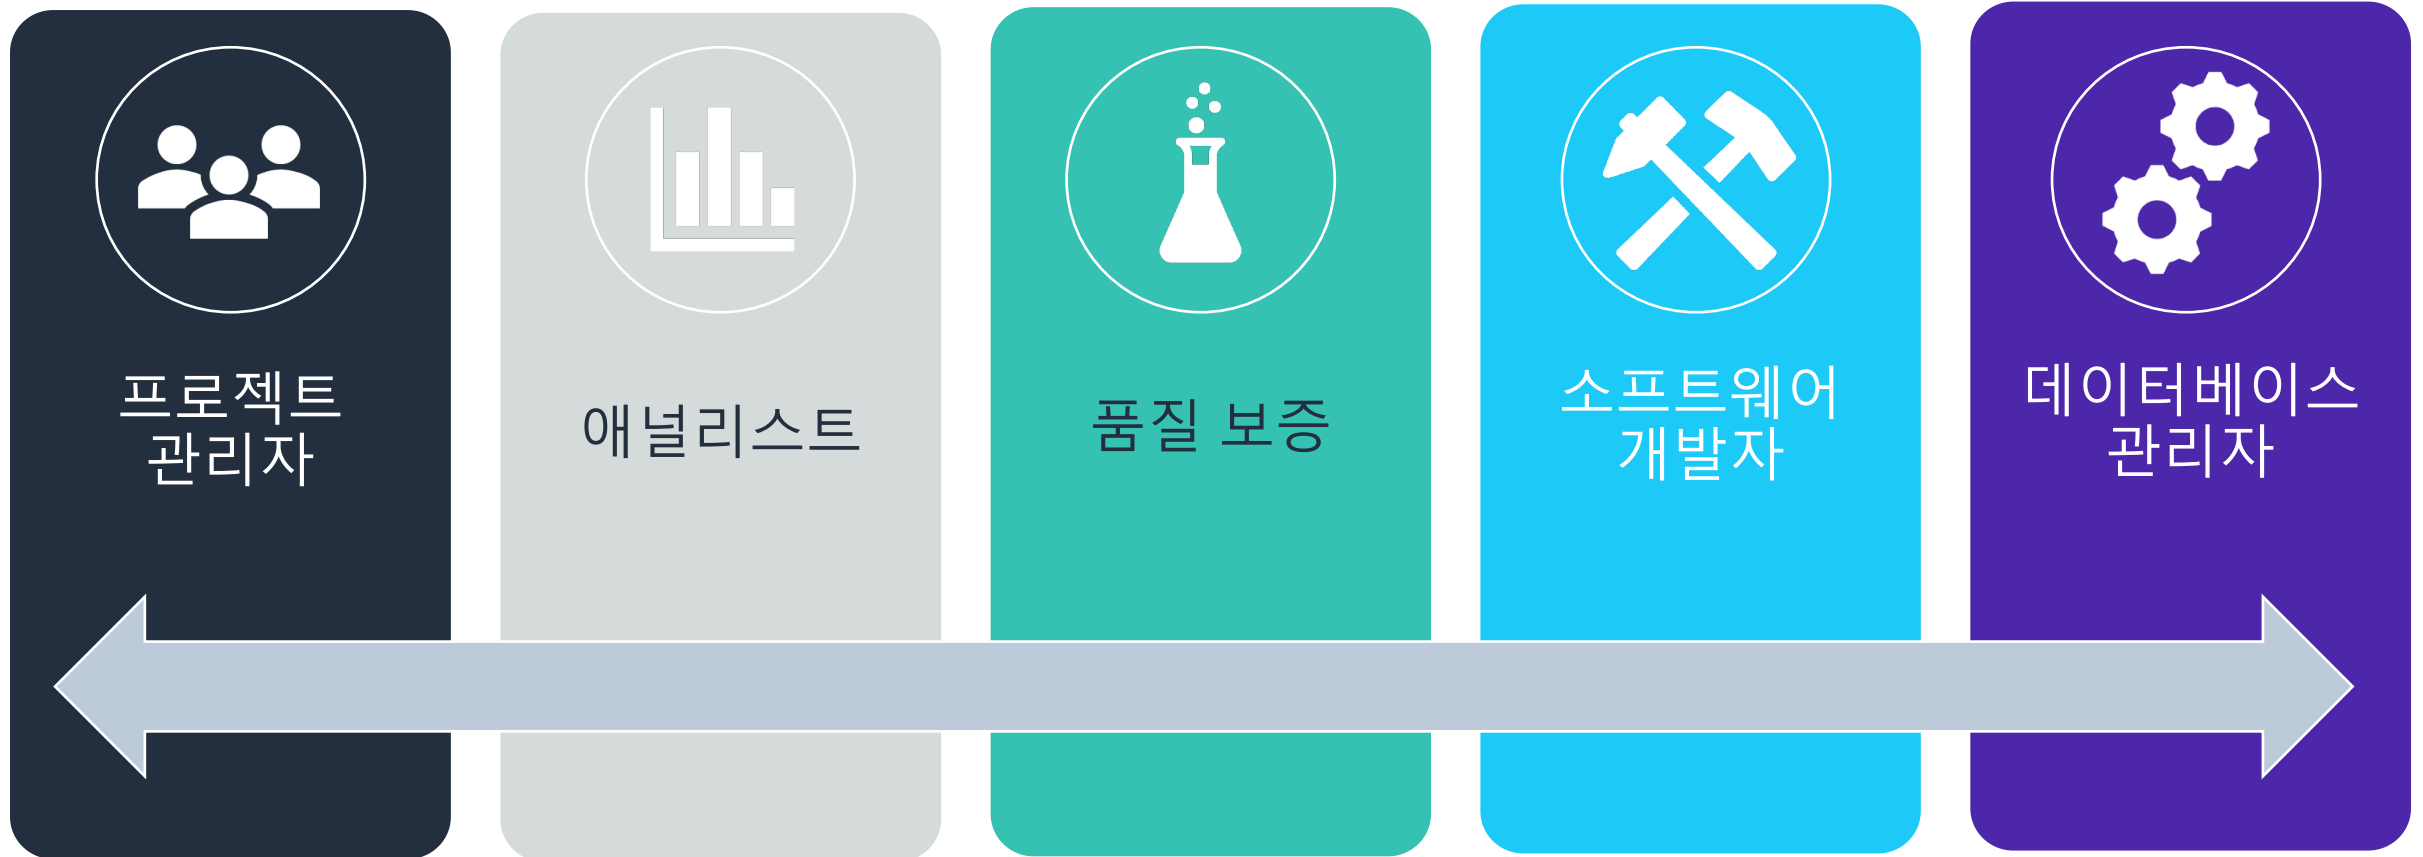 프로젝트
관리자
애널리스트
품질 보증
소프트웨어
개발자
데이터베이스
관리자